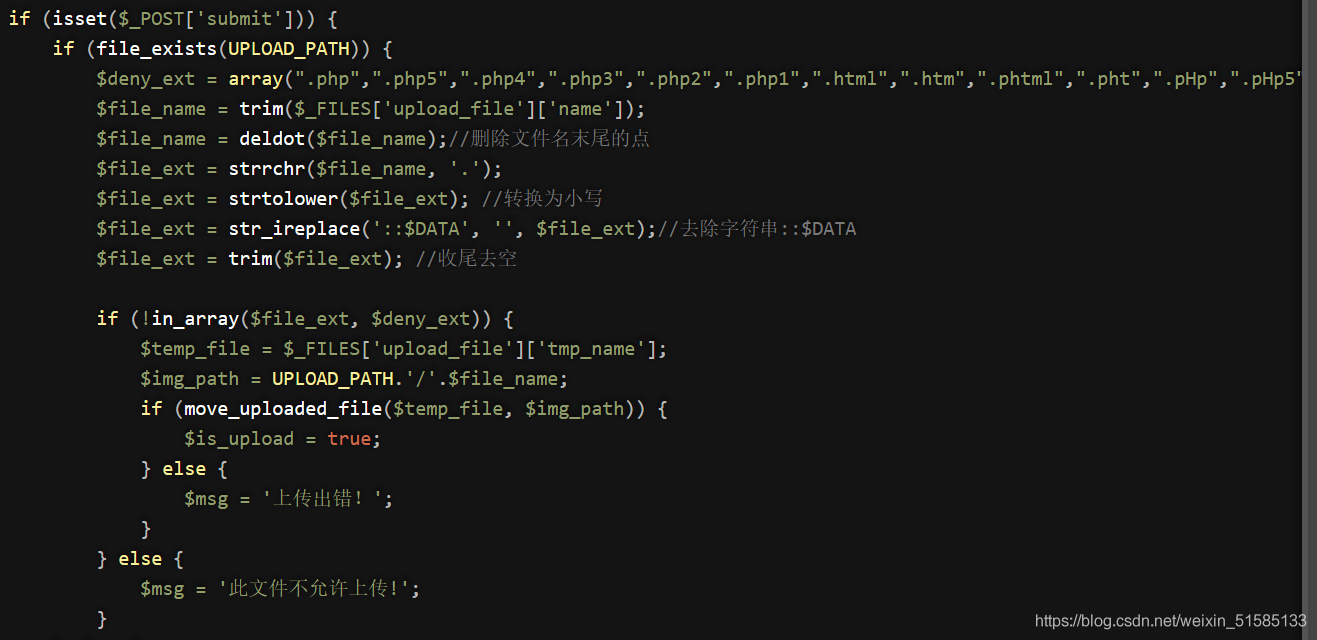 if (isset($_POST['submit'])) {
    if (file_exists(UPLOAD_PATH)) {
        $deny_ext = array(".php",".php5",".php4",".php3",".php2",".php1",".html",".htm",".phtml",".pht",".pHp",".pHp5"
        $file_name = trim($_FILES['upload_file']['name']);
        $file_name = deldot($file_name);//删除文件名末尾的点
        $file_ext = strrchr($file_name, '.');
        $file_ext = strtolower($file_ext); //转换为小写
        $file_ext = str_ireplace('::$DATA', '', $file_ext);//去除字符串::$DATA
        $file_ext = trim($file_ext); //收尾去空
        if (!in_array($file_ext, $deny_ext)) {
            $temp_file = $_FILES['upload_file']['tmp_name'];
            $img_path = UPLOAD_PATH.'/'.$file_name;
            if (move_uploaded_file($temp_file, $img_path)) {
                $is_upload = true;
            } else {
                $msg = '上传出错！';
            }
        } else {
            $msg = '此文件不允许上传!';
        }
https://blog.csdn.net/weixin_51585133